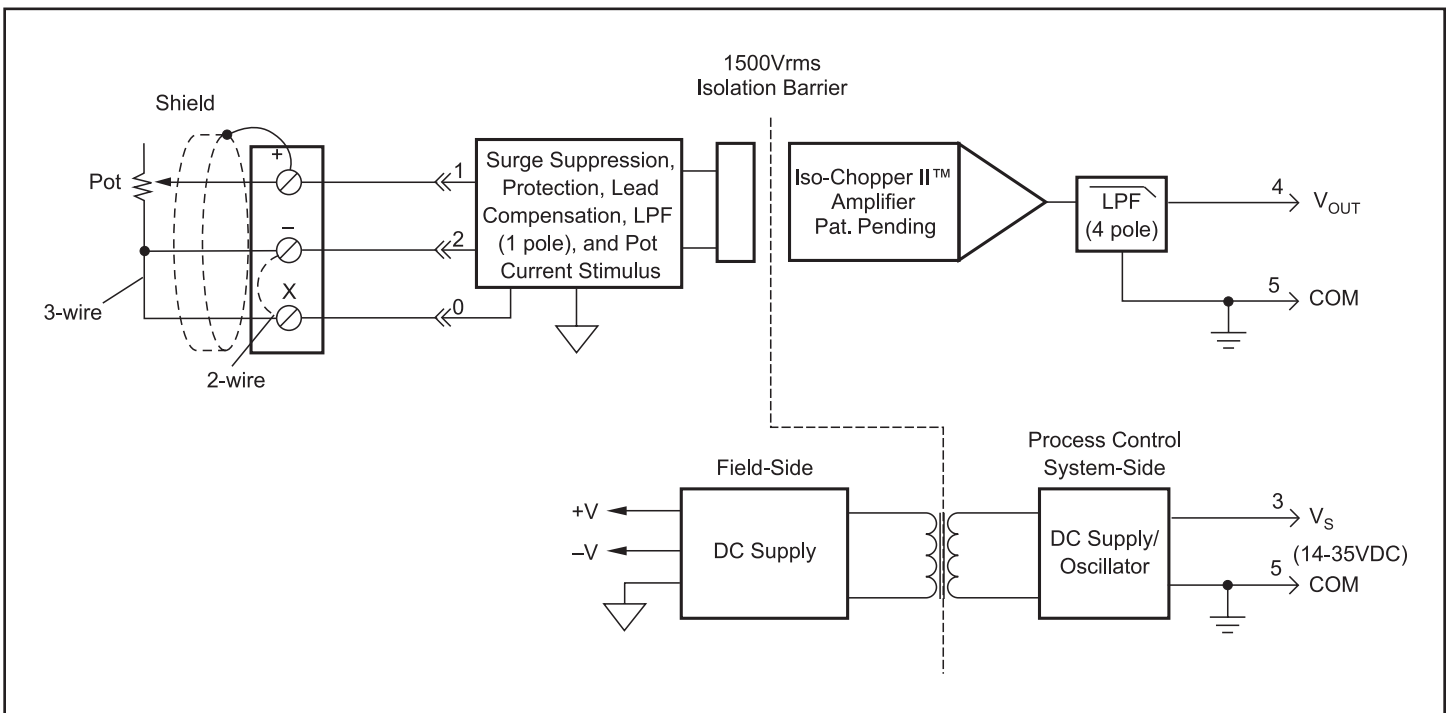 1500Vrms
Isolation Barrier
Shield
Pot
+
–
X
3-wire
2-wire
1
2
0
Surge Suppression,
Protection, Lead
Compensation, LPF
(1 pole), and Pot
Current Stimulus
Iso-Chopper II™
Amplifier
Pat. Pending
LPF
(4 pole)
4
VOUT
5
COM
Field-Side
+V
–V
DC Supply
Process Control
System-Side
DC Supply/
Oscillator
3
VS
(14-35VDC)
5
COM